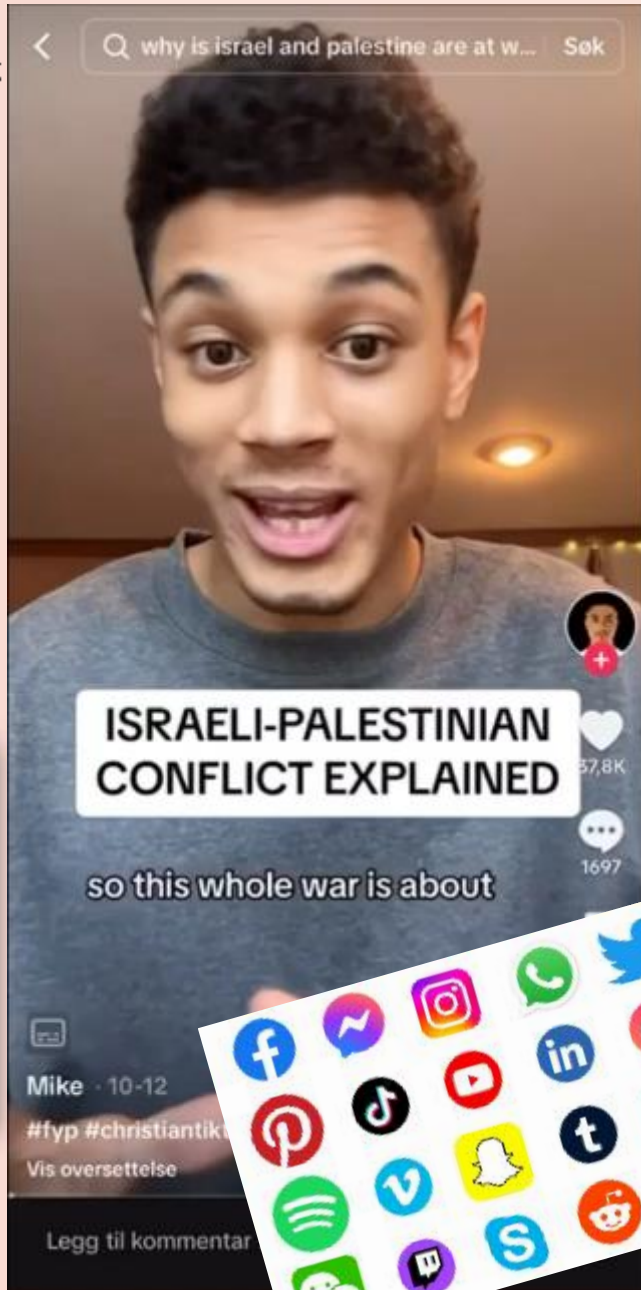 why is israel and palestine are at w... Søk
ISRAELI-PALESTINIAN
CONFLICT EXPLAINED
37,8K
1697
so this whole war is about
Mike · 10-12
#fyp
Vis oversettelse
Legg til kommentar